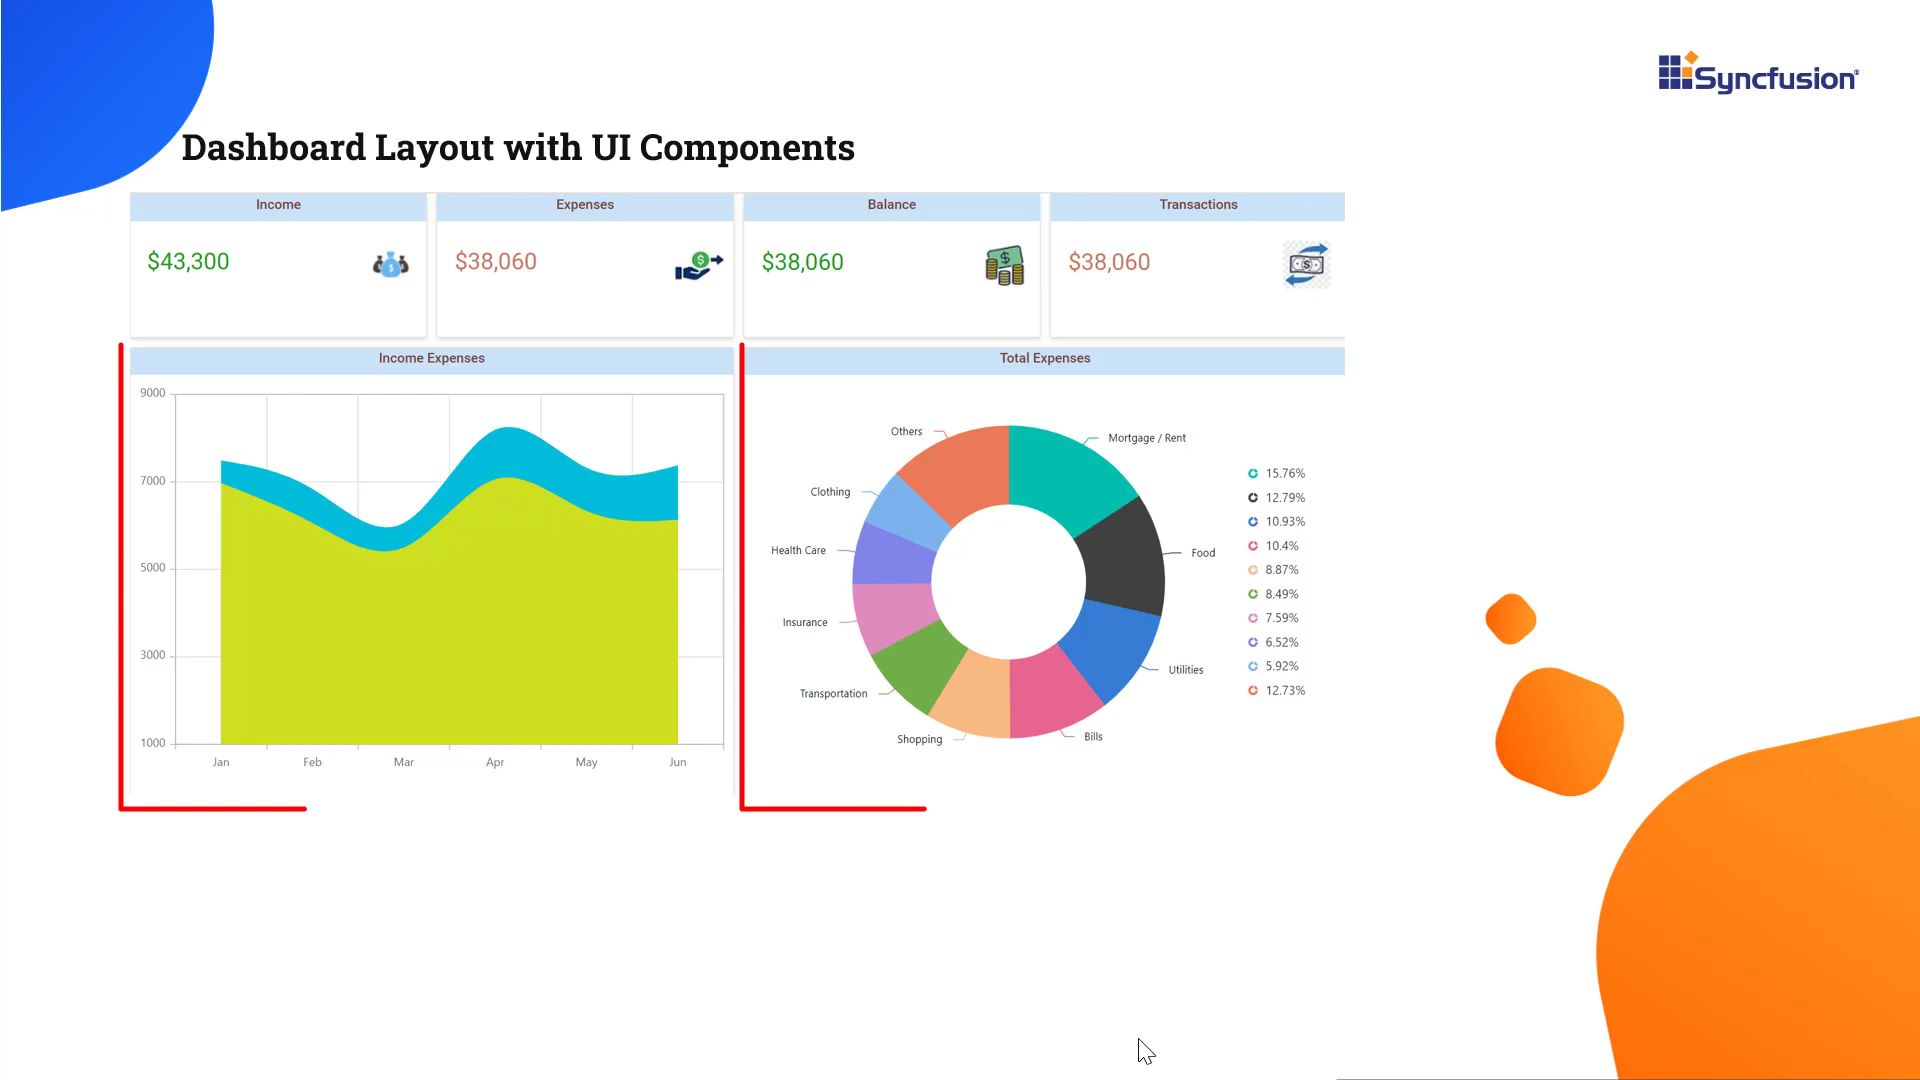 Syncfusion
Dashboard Layout with UI Components
Income
Expenses
Balance
Transactions
$43,300
$38,060
$38,060
$38,060
Income Expenses
Total Expenses
9000
7000
5000
3000
1000
Jan
Feb
Mar
Apr
May
Jun
Others
Mortgage / Rent
Clothing
Health Care
Food
Insurance
Utilities
Transportation
Shopping
Bills
15.76%
12.79%
10.93%
10.4%
8.87%
8.49%
7.59%
6.52%
5.92%
12.73%